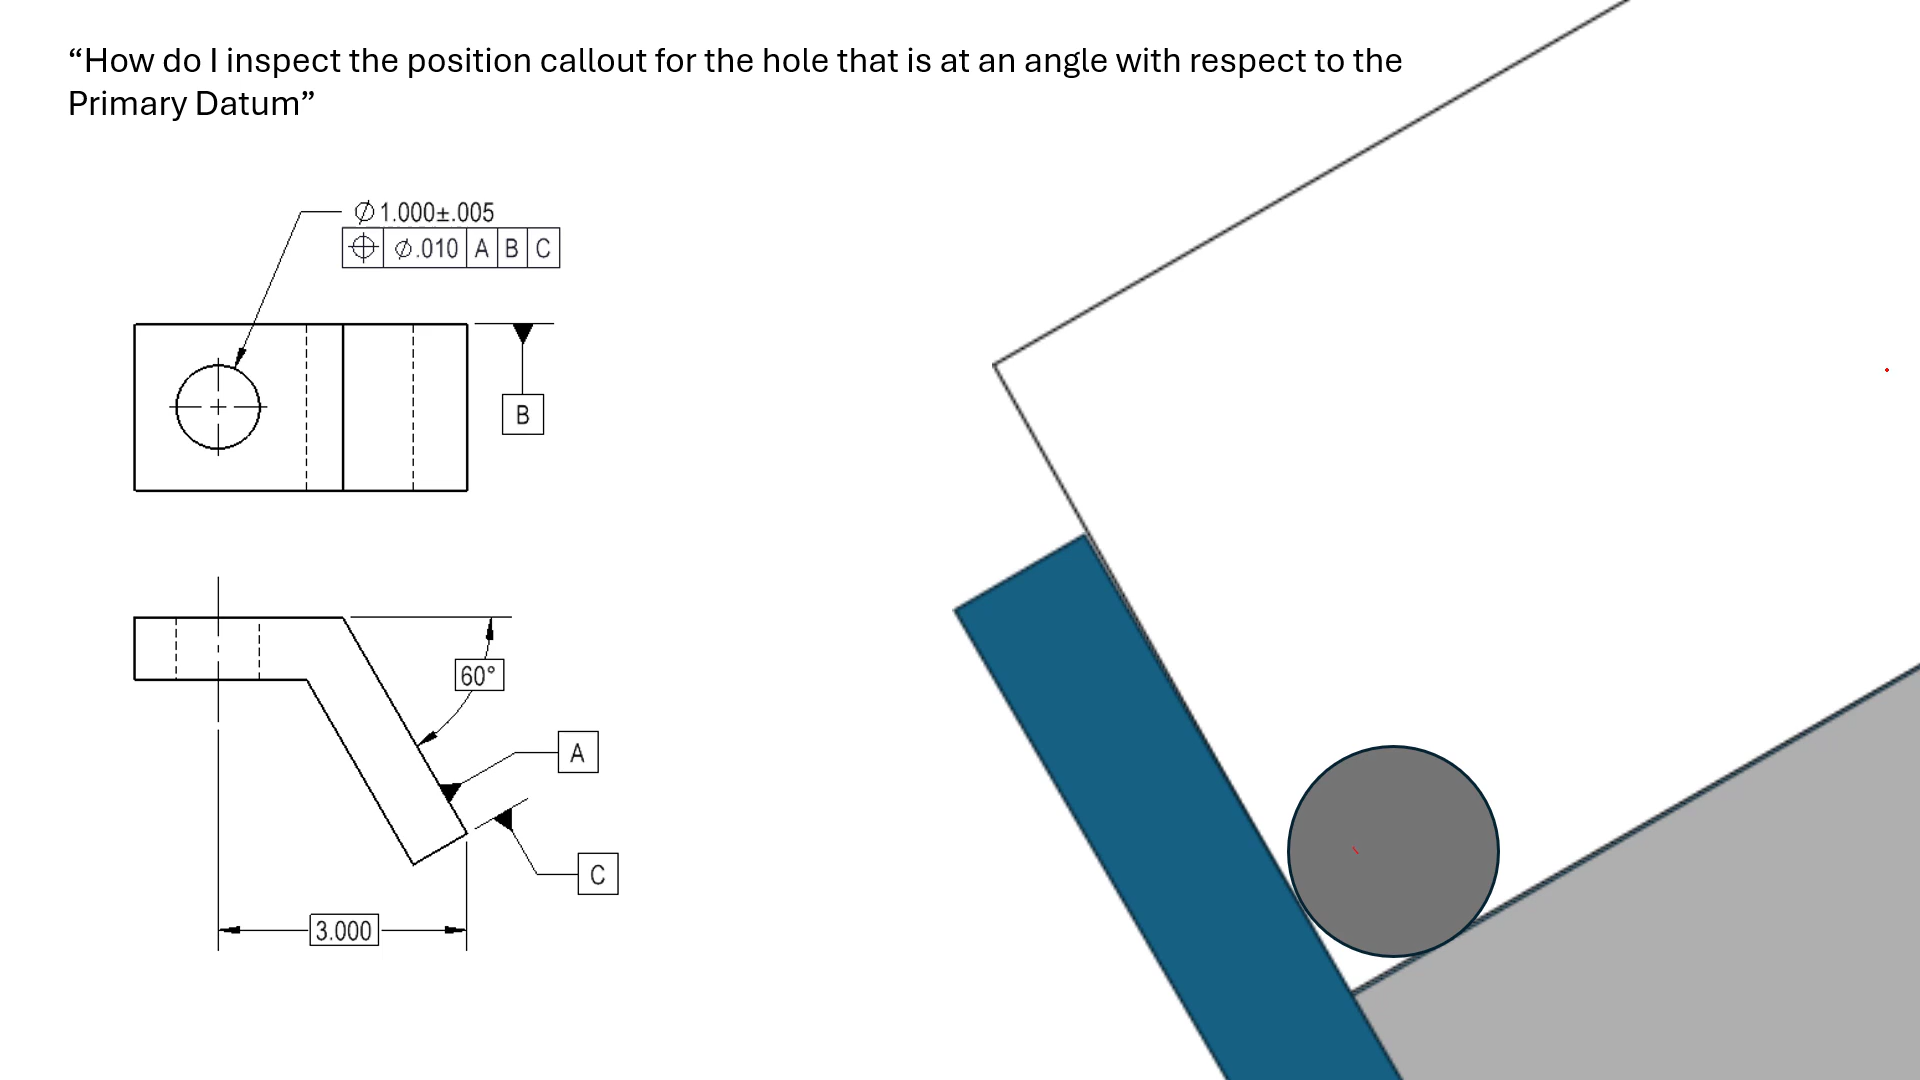 “How do I inspect the position callout for the hole that is at an angle with respect to the
Primary Datum”
⌀1.000±.005
⌖ ⌀.010 A B C
B
60°
A
C
3.000